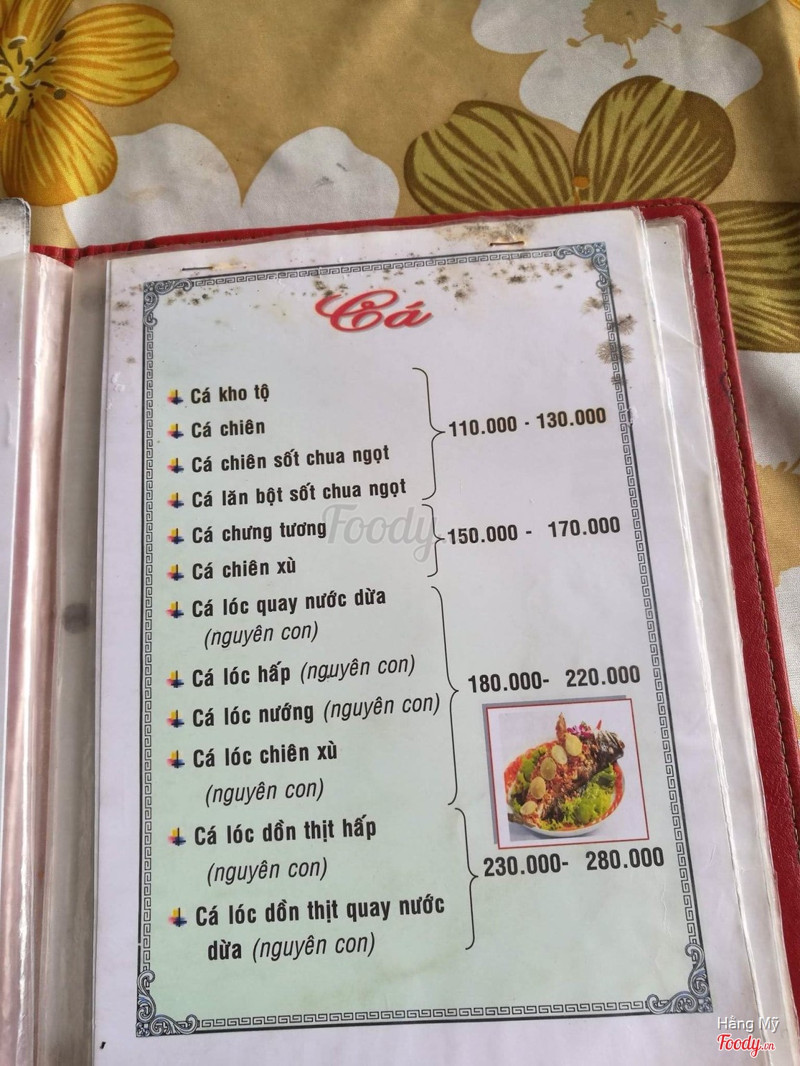 Cá
Cá kho tộ
Cá chiên
Cá chiên sốt chua ngọt
Cá lăn bột sốt chua ngọt
110.000 - 130.000
Cá chưng tương
Cá chiên xù
150.000 - 170.000
Cá lóc quay nước dừa
(nguyên con)
Cá lóc hấp (nguyên con)
Cá lóc nướng (nguyên con)
Cá lóc chiên xù
(nguyên con)
180.000- 220.000
Cá lóc dồn thịt hấp
(nguyên con)
Cá lóc dồn thịt quay nước
dừa (nguyên con)
230.000- 280.000
Foody
Hằng Mỹ
Foody.vn